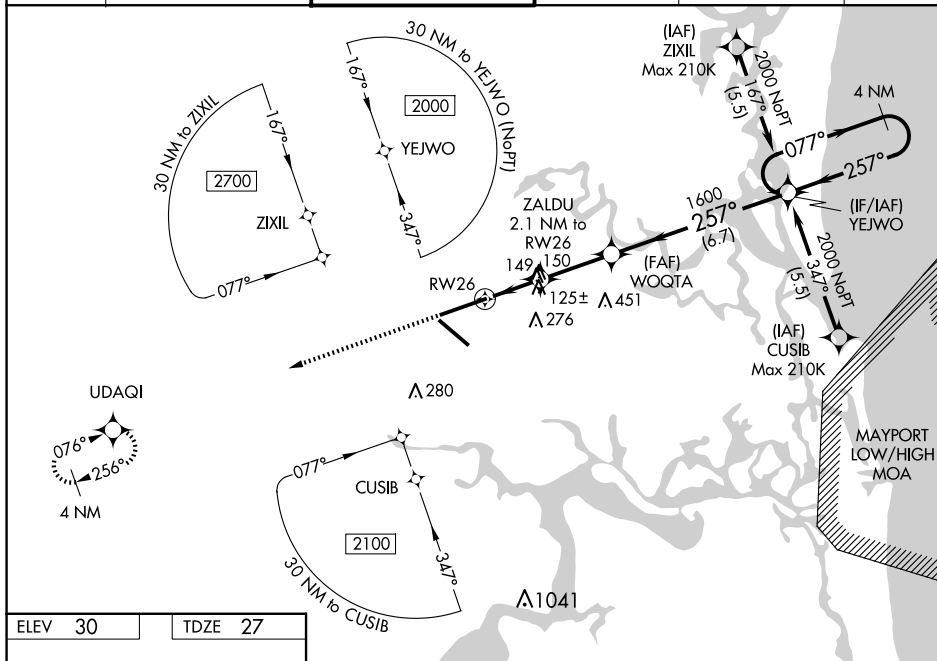 (IAF)
ZIXIL
Max 210K
2000 NoPT
167°
(5.5)
4 NM
077°
257°
(IF/IAF)
YEJWO
1600
257°
(6.7)
2000 NoPT
347°
(5.5)
(IAF)
CUSIB
Max 210K
(FAF)
WOQTA
ZALDU
2.1 NM to
RW26
149
150
125±
451
276
RW26
280
30 NM to ZIXIL
167°
2700
ZIXIL
077°
30 NM to YEJWO (NoPT)
167°
2000
YEJWO
347°
UDAQI
076°
256°
4 NM
077°
CUSIB
2100
347°
30 NM to CUSIB
1041
MAYPORT
LOW/HIGH
MOA
ELEV 30
TDZE 27